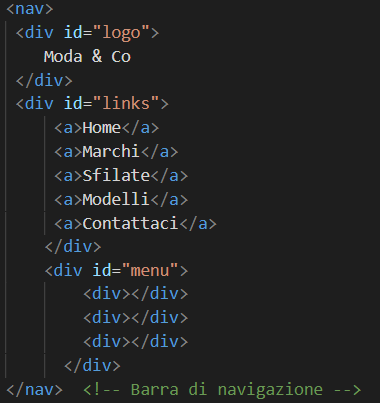 <nav>
<div id="logo">
Moda & Co
</div>
<div id="links">
<a>Home</a>
<a>Marchi</a>
<a>Sfilate</a>
<a>Modelli</a>
<a>Contattaci</a>
</div>
<div id="menu">
<div></div>
<div></div>
<div></div>
</div>
</nav> <!-- Barra di navigazione -->